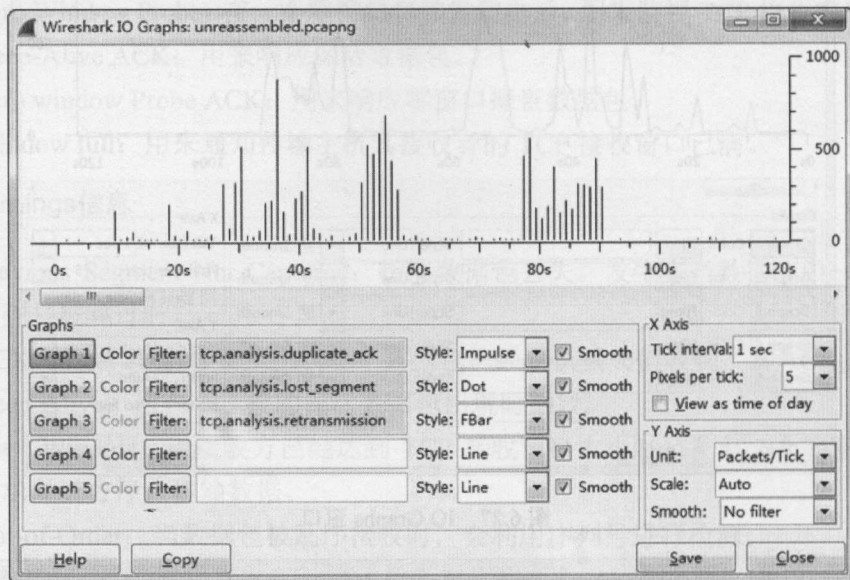 Wireshark IO Graphs: unreassembled.pcapng
1000
500
0
0s 20s 40s 60s 80s 100s 120s
Graphs
Graph 1 Color Filter: tcp.analysis.duplicate_ack Style: Impulse Smooth
Graph 2 Color Filter: tcp.analysis.lost_segment Style: Dot Smooth
Graph 3 Color Filter: tcp.analysis.retransmission Style: FBar Smooth
Graph 4 Color Filter: Style: Line Smooth
Graph 5 Color Filter: Style: Line Smooth
X Axis
Tick interval: 1 sec
Pixels per tick: 5
View as time of day
Y Axis
Unit: Packets/Tick
Scale: Auto
Smooth: No filter
Help Copy Save Close